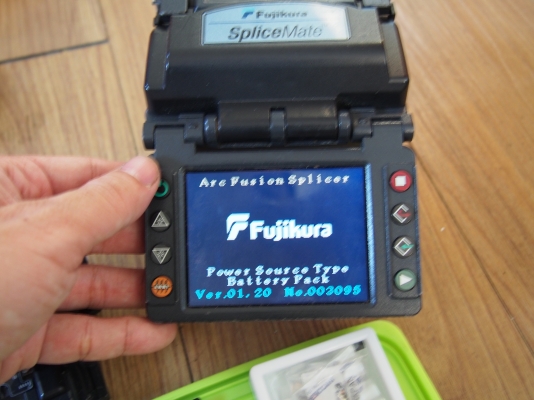 Fujikura
SpliceMate
Arc Fusion Splicer
Fujikura
Power Source Type
Battery Pack
Ver.01.20 No.003095